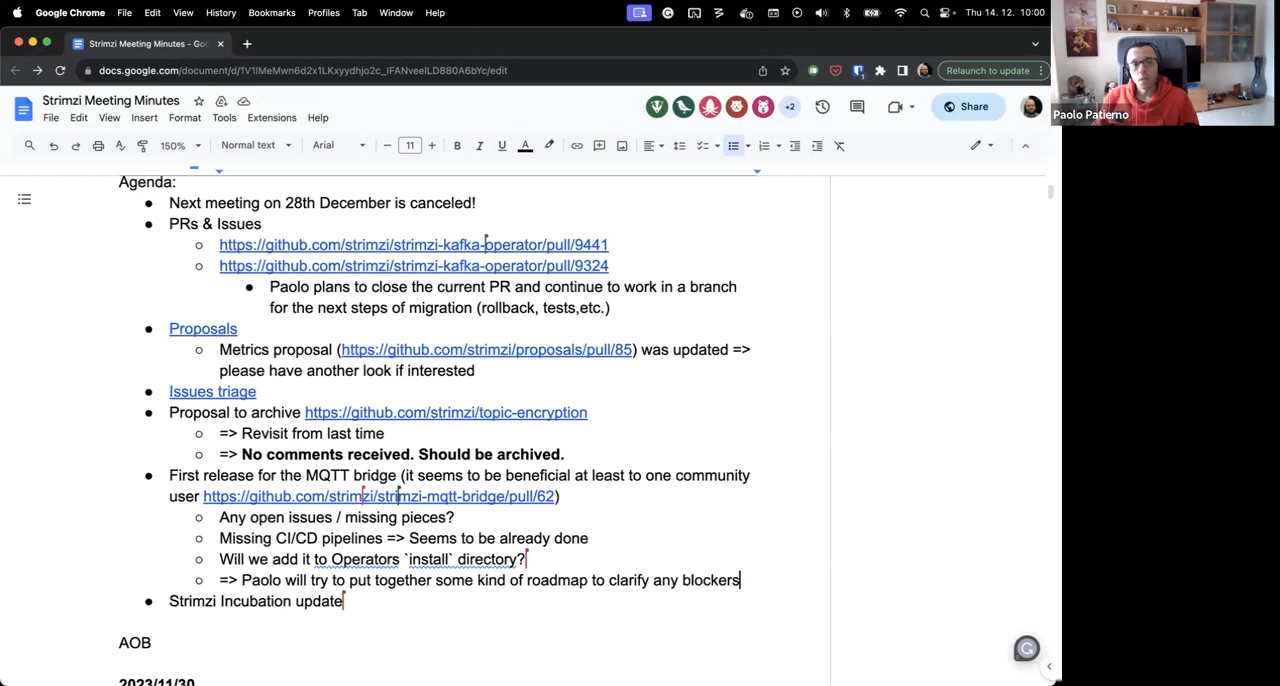 Google Chrome File Edit View History Bookmarks Profiles Tab Window Help Thu 14. 12. 10:00
Strimzi Meeting Minutes - Goo
docs.google.com/document/d/1V1lMeMwn6d2x1LKxyydhjo2c_IFANveelLD880A6bYc/edit
Relaunch to update
Strimzi Meeting Minutes
File Edit View Insert Format Tools Extensions Help
+2
Share
Paolo Patierno
150% Normal text Arial 11 B I U A
Agenda:
Next meeting on 28th December is canceled!
PRs & Issues
https://github.com/strimzi/strimzi-kafka-operator/pull/9441
https://github.com/strimzi/strimzi-kafka-operator/pull/9324
Paolo plans to close the current PR and continue to work in a branch
for the next steps of migration (rollback, tests,etc.)
Proposals
Metrics proposal (https://github.com/strimzi/proposals/pull/85) was updated =>
please have another look if interested
Issues triage
Proposal to archive https://github.com/strimzi/topic-encryption
=> Revisit from last time
=> No comments received. Should be archived.
First release for the MQTT bridge (it seems to be beneficial at least to one community
user https://github.com/strimzi/strimzi-mqtt-bridge/pull/62)
Any open issues / missing pieces?
Missing CI/CD pipelines => Seems to be already done
Will we add it to Operators `install` directory?
=> Paolo will try to put together some kind of roadmap to clarify any blockers
Strimzi Incubation update
AOB
2023/11/30